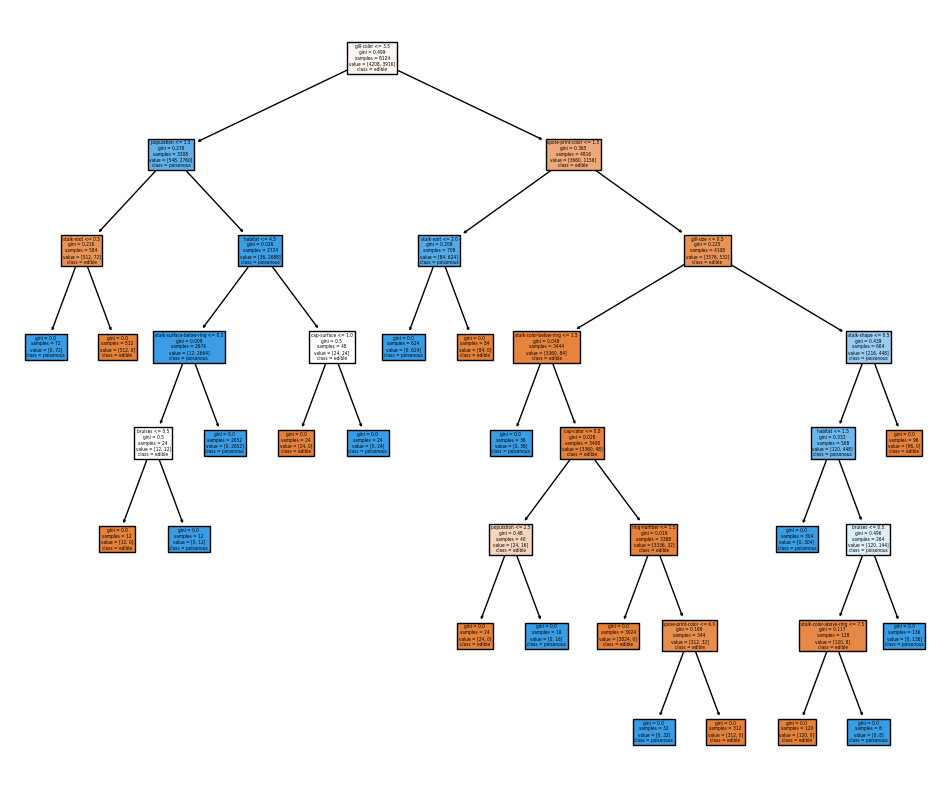 gill-color <= 3.5
gini = 0.499
samples = 8124
value = [4208, 3916]
class = edible
population <= 3.5
gini = 0.276
samples = 3308
value = [548, 2760]
class = poisonous
spore-print-color <= 1.5
gini = 0.365
samples = 4816
value = [3660, 1156]
class = edible
stalk-root <= 0.5
gini = 0.216
samples = 584
value = [512, 72]
class = edible
habitat <= 4.5
gini = 0.026
samples = 2724
value = [36, 2688]
class = poisonous
stalk-root <= 2.0
gini = 0.209
samples = 708
value = [84, 624]
class = poisonous
gill-size <= 0.5
gini = 0.225
samples = 4108
value = [3576, 532]
class = edible
gini = 0.0
samples = 72
value = [0, 72]
class = poisonous
gini = 0.0
samples = 512
value = [512, 0]
class = edible
stalk-surface-below-ring <= 0.5
gini = 0.009
samples = 2676
value = [12, 2664]
class = poisonous
cap-surface <= 1.0
gini = 0.5
samples = 48
value = [24, 24]
class = edible
gini = 0.0
samples = 624
value = [0, 624]
class = poisonous
gini = 0.0
samples = 84
value = [84, 0]
class = edible
stalk-color-below-ring <= 1.5
gini = 0.048
samples = 3444
value = [3360, 84]
class = edible
stalk-shape <= 0.5
gini = 0.439
samples = 664
value = [216, 448]
class = poisonous
bruises <= 0.5
gini = 0.5
samples = 24
value = [12, 12]
class = edible
gini = 0.0
samples = 2652
value = [0, 2652]
class = poisonous
gini = 0.0
samples = 24
value = [24, 0]
class = edible
gini = 0.0
samples = 24
value = [0, 24]
class = poisonous
gini = 0.0
samples = 36
value = [0, 36]
class = poisonous
cap-color <= 0.5
gini = 0.028
samples = 3408
value = [3360, 48]
class = edible
habitat <= 1.5
gini = 0.333
samples = 568
value = [120, 448]
class = poisonous
gini = 0.0
samples = 96
value = [96, 0]
class = edible
gini = 0.0
samples = 12
value = [12, 0]
class = edible
gini = 0.0
samples = 12
value = [0, 12]
class = poisonous
population <= 2.5
gini = 0.48
samples = 40
value = [24, 16]
class = edible
ring-number <= 1.5
gini = 0.019
samples = 3368
value = [3336, 32]
class = edible
gini = 0.0
samples = 304
value = [0, 304]
class = poisonous
bruises <= 0.5
gini = 0.496
samples = 264
value = [120, 144]
class = poisonous
gini = 0.0
samples = 24
value = [24, 0]
class = edible
gini = 0.0
samples = 16
value = [0, 16]
class = poisonous
gini = 0.0
samples = 3024
value = [3024, 0]
class = edible
spore-print-color <= 6.0
gini = 0.169
samples = 344
value = [312, 32]
class = edible
stalk-color-above-ring <= 7.5
gini = 0.117
samples = 128
value = [120, 8]
class = edible
gini = 0.0
samples = 136
value = [0, 136]
class = poisonous
gini = 0.0
samples = 32
value = [0, 32]
class = poisonous
gini = 0.0
samples = 312
value = [312, 0]
class = edible
gini = 0.0
samples = 120
value = [120, 0]
class = edible
gini = 0.0
samples = 8
value = [0, 8]
class = poisonous